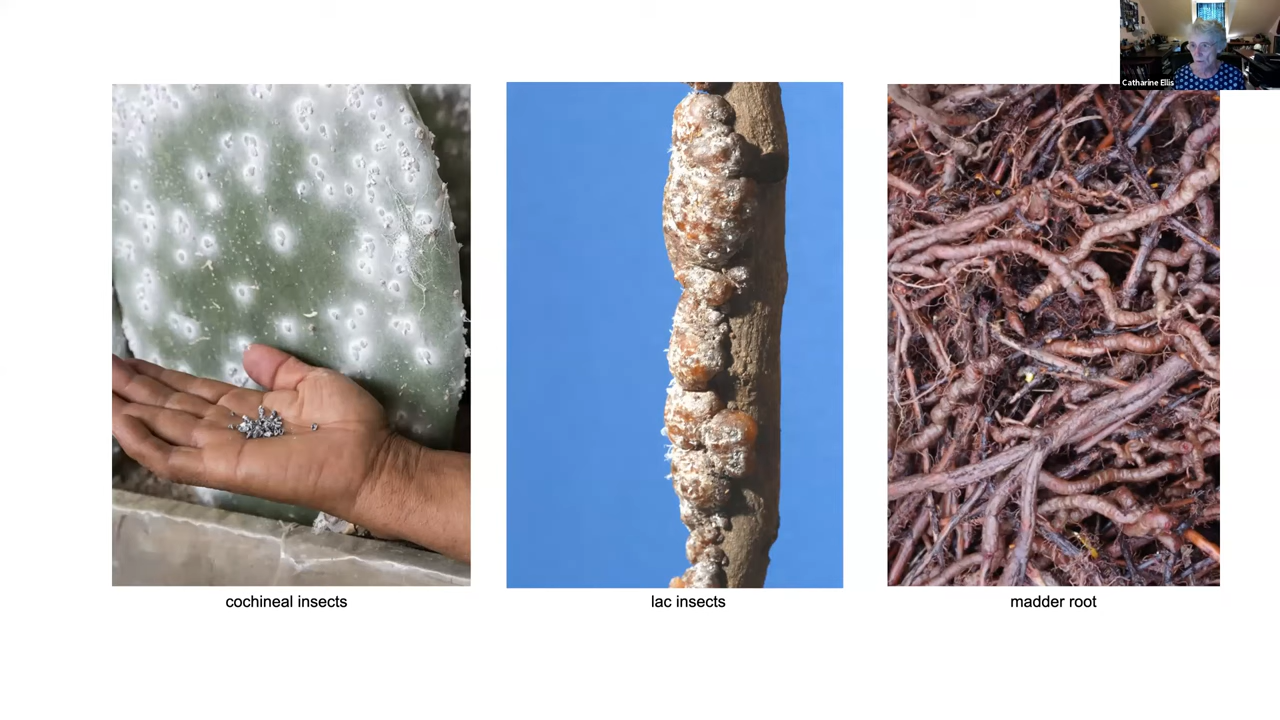 Catharine Ellis
cochineal insects
lac insects
madder root